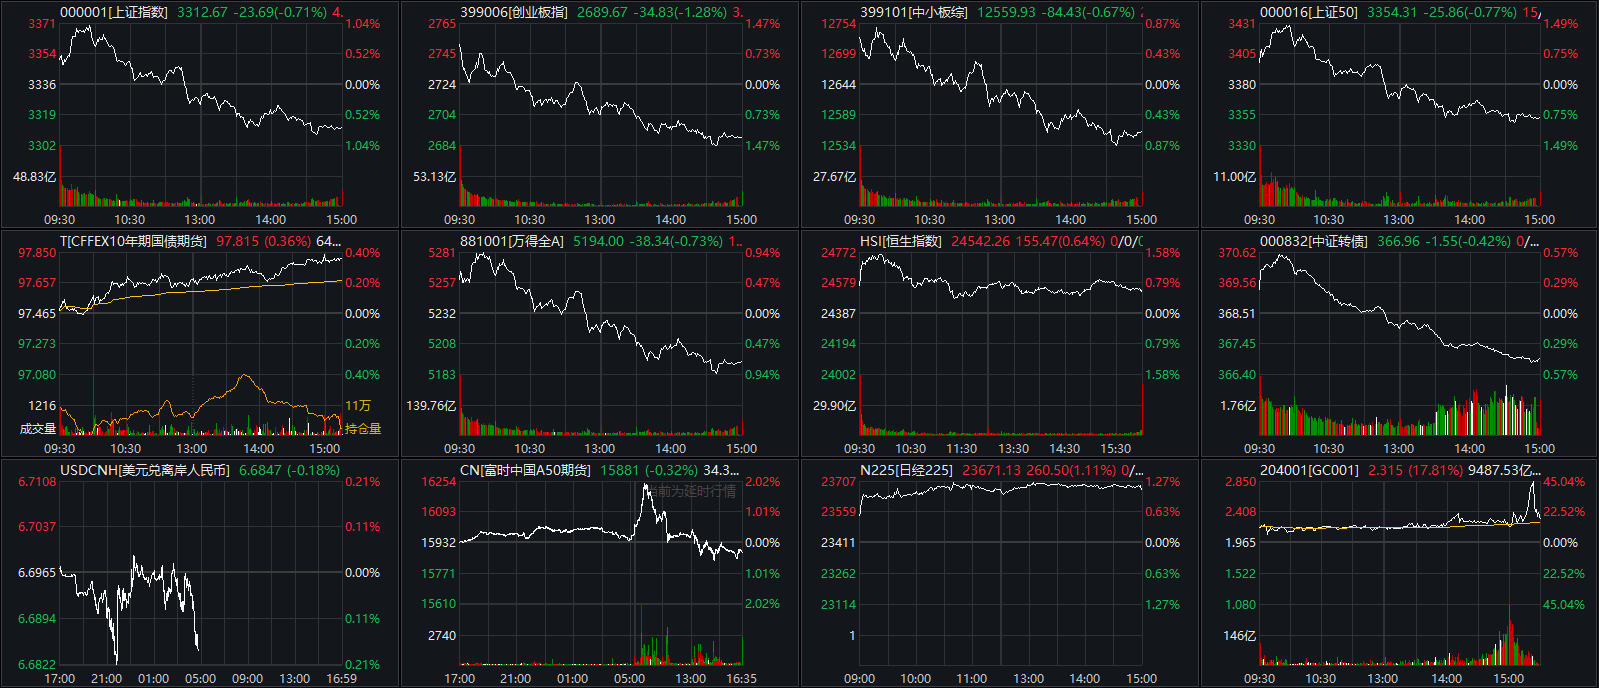 000001[上证指数] 3312.67 -23.69(-0.71%) 4.
3371 1.04%
3354 0.52%
3336 0.00%
3319 0.52%
3302 1.04%
48.83亿
09:30 10:30 13:00 14:00 15:00
399006[创业板指] 2689.67 -34.83(-1.28%) 3.
2765 1.47%
2745 0.73%
2724 0.00%
2704 0.73%
2684 1.47%
53.13亿
09:30 10:30 13:00 14:00 15:00
399101[中小板综] 12559.93 -84.43(-0.67%)
12754 0.87%
12699 0.43%
12644 0.00%
12589 0.43%
12534 0.87%
27.67亿
09:30 10:30 13:00 14:00 15:00
000016[上证50] 3354.31 -25.86(-0.77%) 15/
3431 1.49%
3405 0.75%
3380 0.00%
3355 0.75%
3330 1.49%
11.00亿
09:30 10:30 13:00 14:00 15:00
T[CFFEX10年期国债期货] 97.815 (0.36%) 64...
97.850 0.40%
97.657 0.20%
97.465 0.00%
97.273 0.20%
97.080 0.40%
1216 11万
成交量 持仓量
09:30 10:30 13:00 14:00 15:00
881001[万得全A] 5194.00 -38.34(-0.73%) 1..
5281 0.94%
5257 0.47%
5232 0.00%
5208 0.47%
5183 0.94%
139.76亿
09:30 10:30 13:00 14:00 15:00
HSI[恒生指数] 24542.26 155.47(0.64%) 0/0/0
24772 1.58%
24579 0.79%
24387 0.00%
24194 0.79%
24002 1.58%
29.90亿
09:30 10:30 11:30 13:30 14:30 15:30
000832[中证转债] 366.96 -1.55(-0.42%) 0/...
370.62 0.57%
369.56 0.29%
368.51 0.00%
367.45 0.29%
366.40 0.57%
1.76亿
09:30 10:30 13:00 14:00 15:00
USDCNH[美元兑离岸人民币] 6.6847 (-0.18%)
6.7108 0.21%
6.7037 0.11%
6.6965 0.00%
6.6894 0.11%
6.6822 0.21%
17:00 21:00 01:00 05:00 09:00 13:00 16:59
CN[富时中国A50期货] 15881 (-0.32%) 34.3...
当前为延时行情
16254 2.02%
16093 1.01%
15932 0.00%
15771 1.01%
15610 2.02%
2740
17:00 21:00 01:00 05:00 13:00 16:35
N225[日经225] 23671.13 260.50(1.11%) 0/...
23707 1.27%
23559 0.63%
23411 0.00%
23262 0.63%
23114 1.27%
1
09:00 10:00 11:00 13:00 14:00 15:00
204001[GC001] 2.315 (17.81%) 9487.53亿...
2.850 45.04%
2.408 22.52%
1.965 0.00%
1.522 22.52%
1.080 45.04%
146亿
09:30 10:30 13:00 14:00 15:00